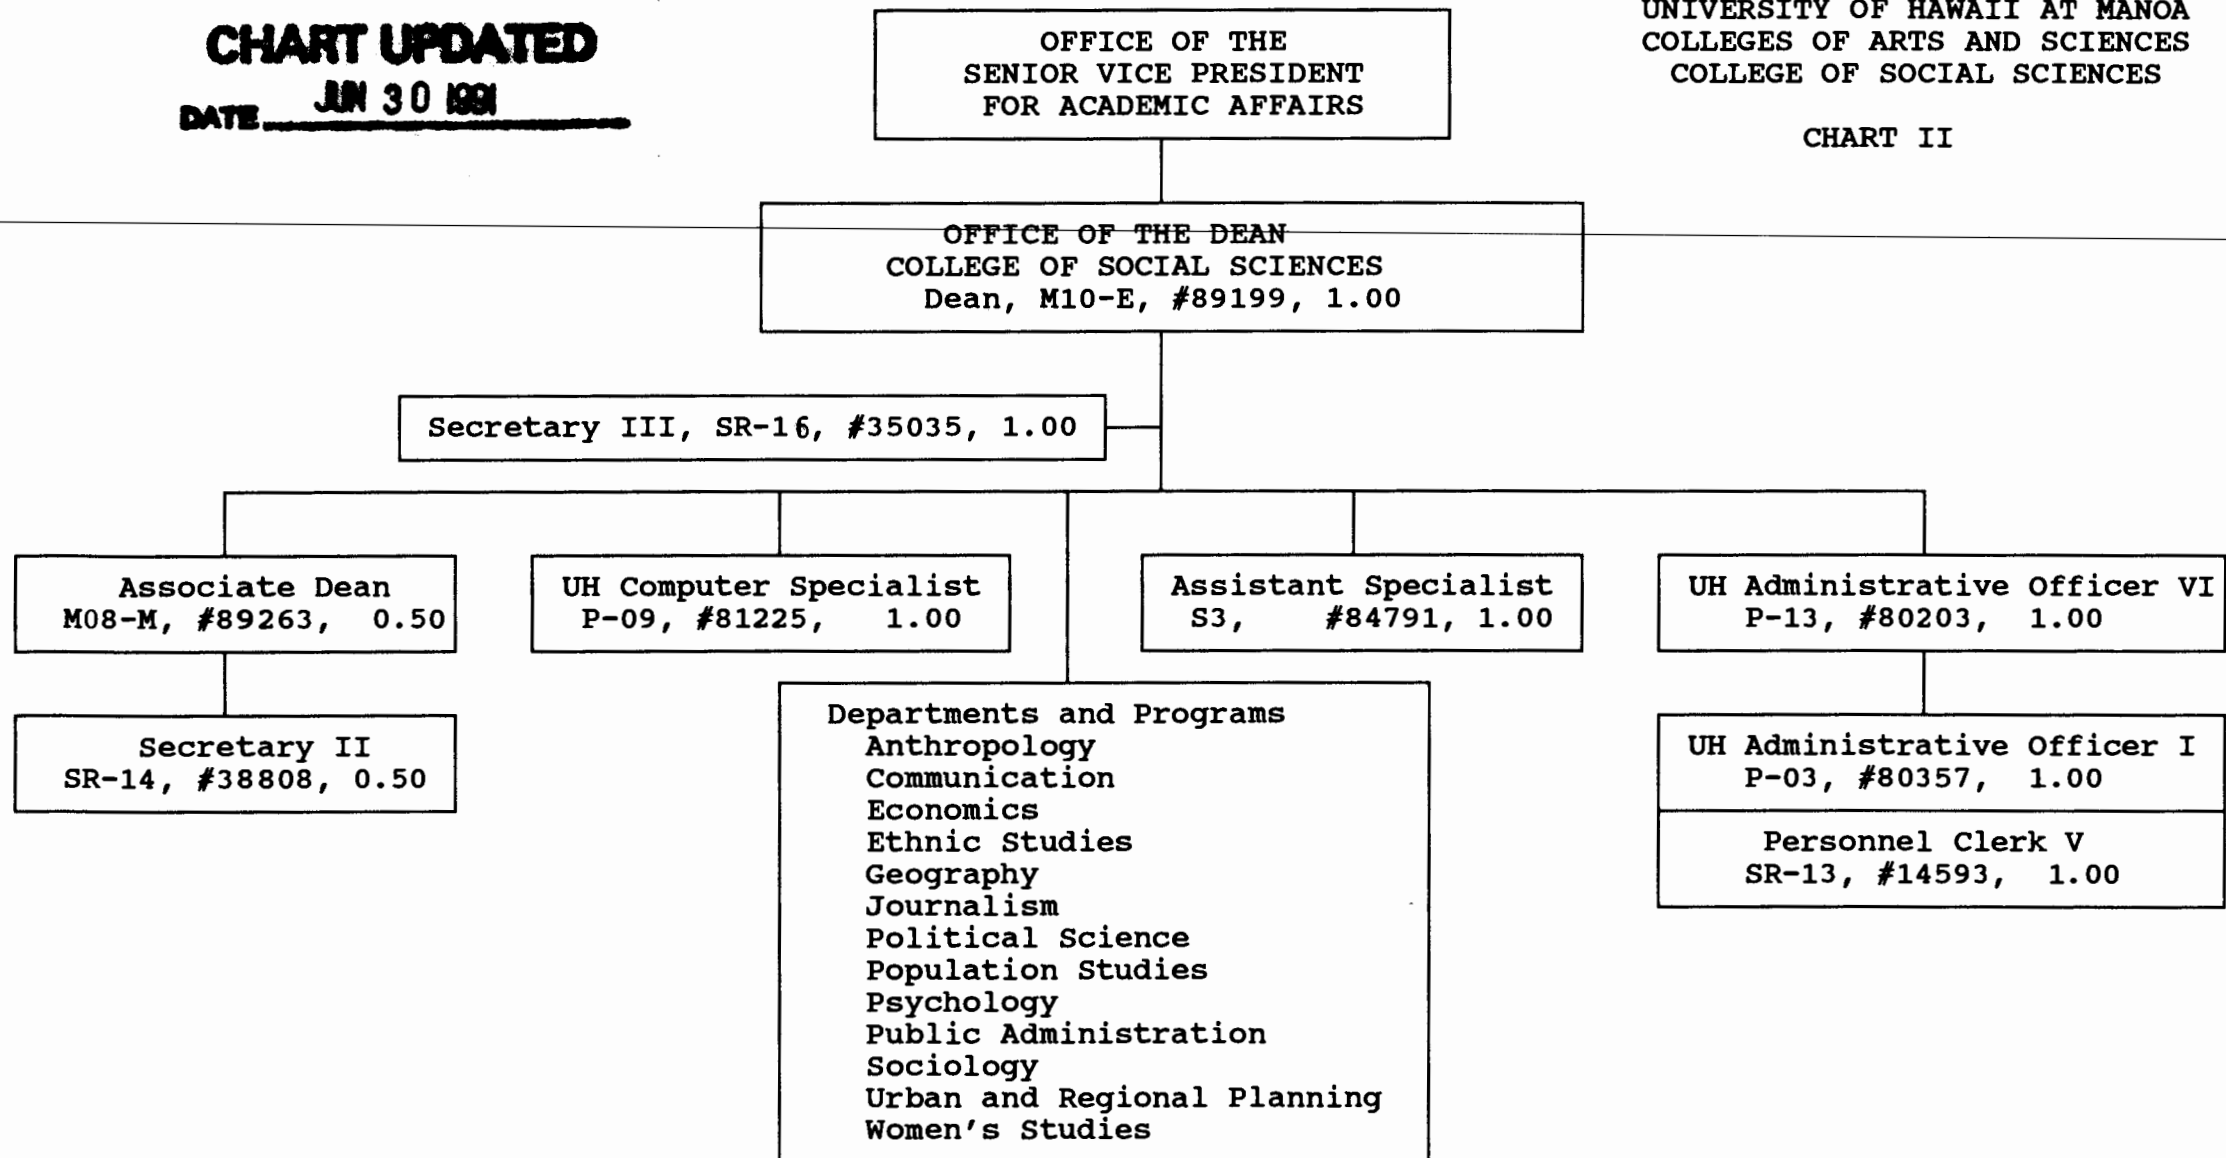 CHART UPDATED
DATE JUN 30 1991
OFFICE OF THE
SENIOR VICE PRESIDENT
FOR ACADEMIC AFFAIRS
UNIVERSITY OF HAWAII AT MANOA
COLLEGES OF ARTS AND SCIENCES
COLLEGE OF SOCIAL SCIENCES
CHART II
OFFICE OF THE DEAN
COLLEGE OF SOCIAL SCIENCES
Dean, M10-E, #89199, 1.00
Secretary III, SR-16, #35035, 1.00
Associate Dean
M08-M, #89263, 0.50
UH Computer Specialist
P-09, #81225, 1.00
Assistant Specialist
S3, #84791, 1.00
UH Administrative Officer VI
P-13, #80203, 1.00
Secretary II
SR-14, #38808, 0.50
Departments and Programs
Anthropology
Communication
Economics
Ethnic Studies
Geography
Journalism
Political Science
Population Studies
Psychology
Public Administration
Sociology
Urban and Regional Planning
Women's Studies
UH Administrative Officer I
P-03, #80357, 1.00
Personnel Clerk V
SR-13, #14593, 1.00